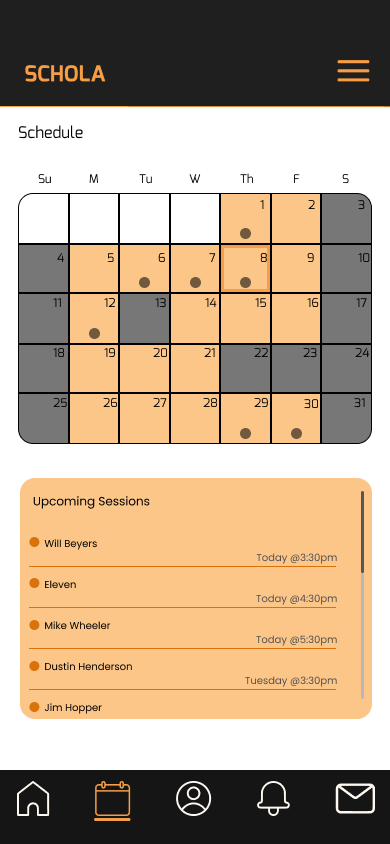 SCHOLA
Schedule
Su M Tu W Th F S
1 2 3
4 5 6 7 8 9 10
11 12 13 14 15 16 17
18 19 20 21 22 23 24
25 26 27 28 29 30 31
Upcoming Sessions
Will Beyers
Today @3:30pm
Eleven
Today @4:30pm
Mike Wheeler
Today @5:30pm
Dustin Henderson
Tuesday @3:30pm
Jim Hopper